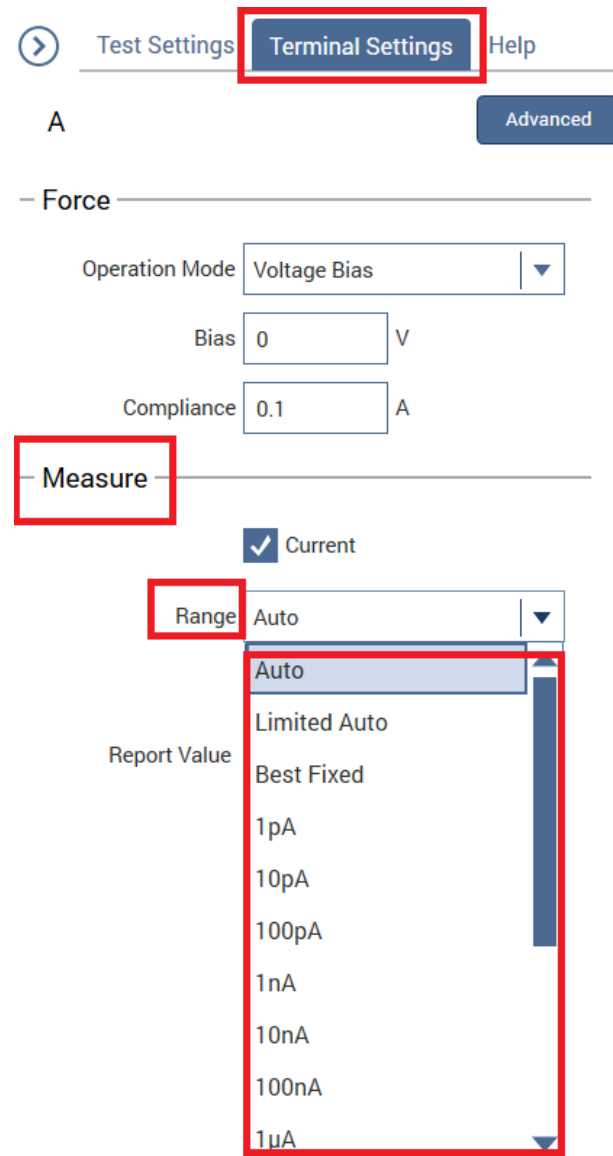 Test Settings Terminal Settings Help
A Advanced
Force
Operation Mode Voltage Bias
Bias 0 V
Compliance 0.1 A
Measure
Current
Range Auto
Auto
Limited Auto
Report Value
Best Fixed
1pA
10pA
100pA
1nA
10nA
100nA
1µA